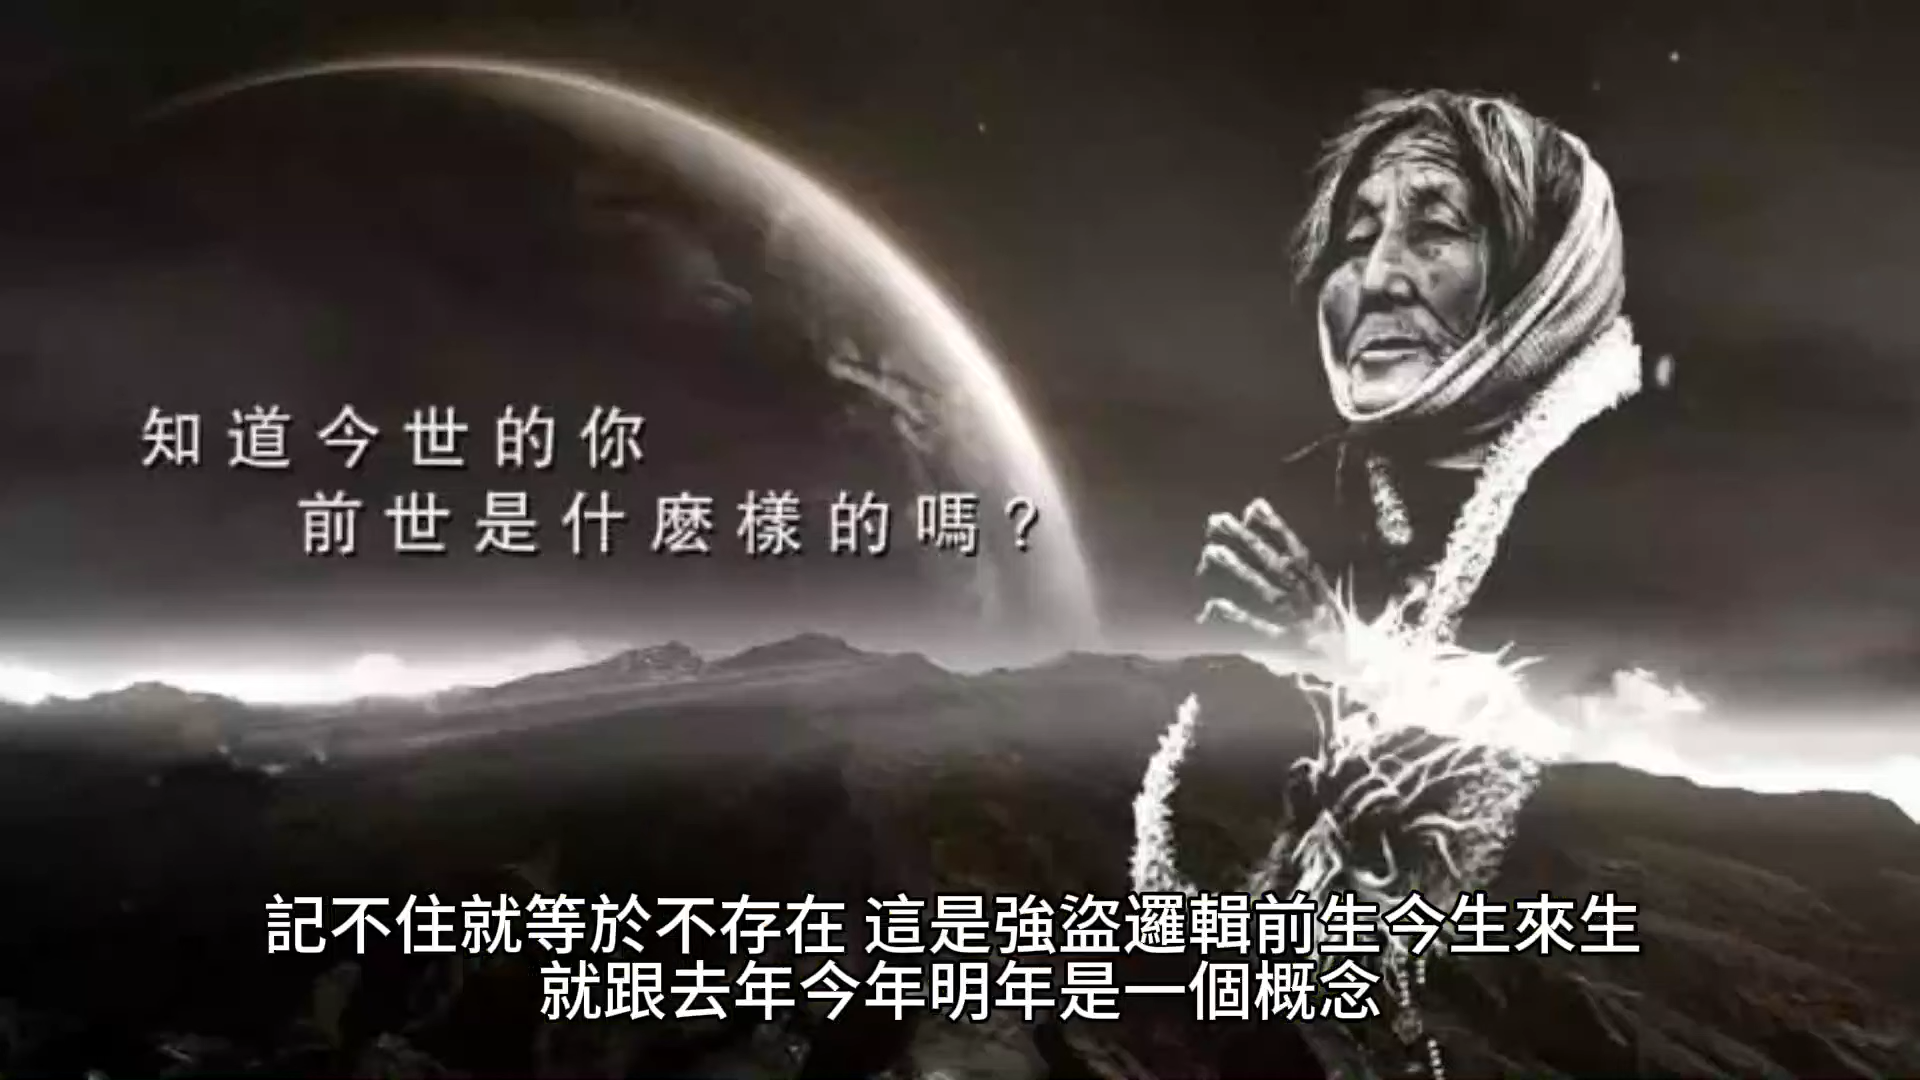 知道今世的你
前世是什麽樣的嗎?
記不住就等於不存在 這是強盜邏輯前生今生來生
就跟去年今年明年是一個概念